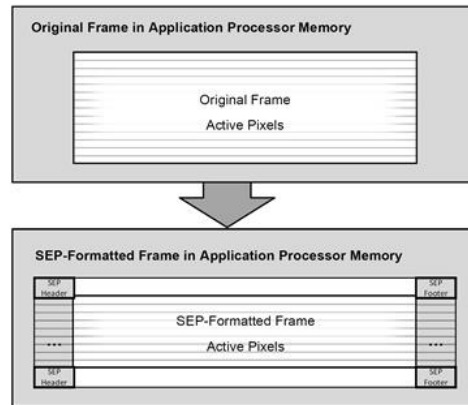 Original Frame in Application Processor Memory
Original Frame
Active Pixels
SEP-Formatted Frame in Application Processor Memory
SEP
Header
SEP
Footer
SEP-Formatted Frame
Active Pixels
...
...
SEP
Header
SEP
Footer